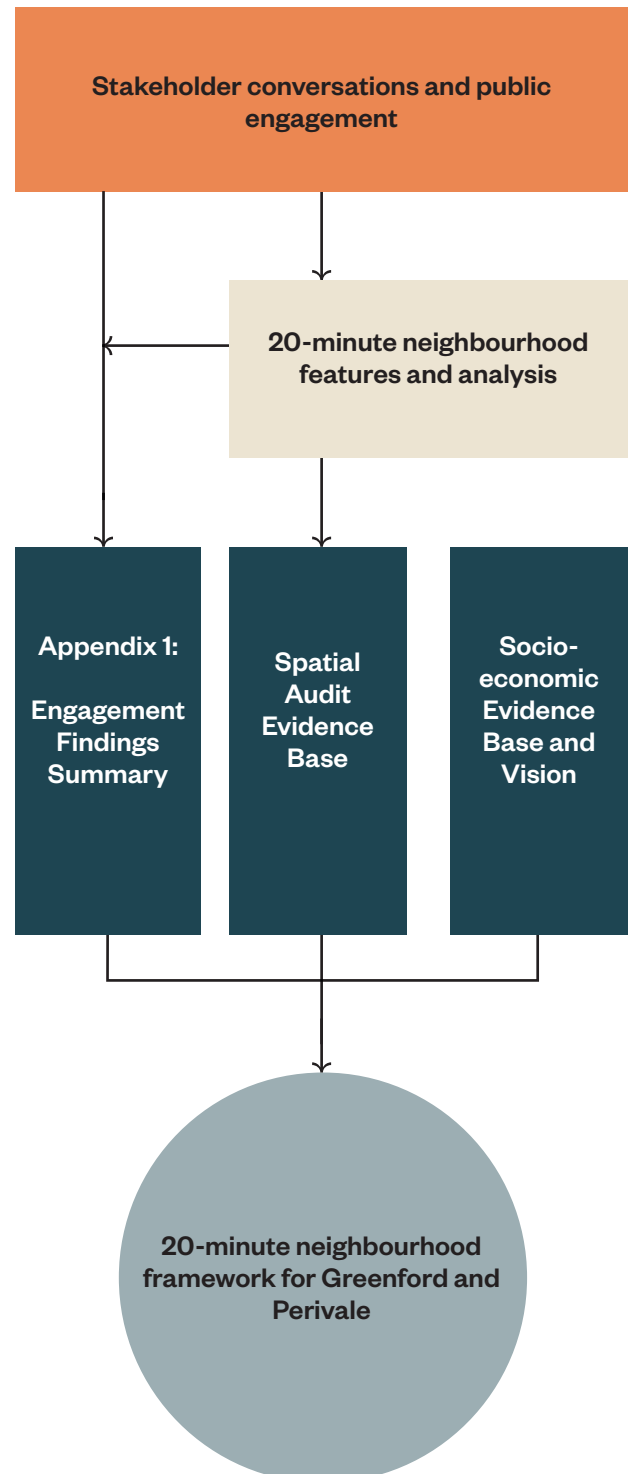 Stakeholder conversations and public
engagement
20-minute neighbourhood
features and analysis
Appendix 1:
Engagement
Findings
Summary
Spatial
Audit
Evidence
Base
Socio-
economic
Evidence
Base and
Vision
20-minute neighbourhood
framework for Greenford and
Perivale